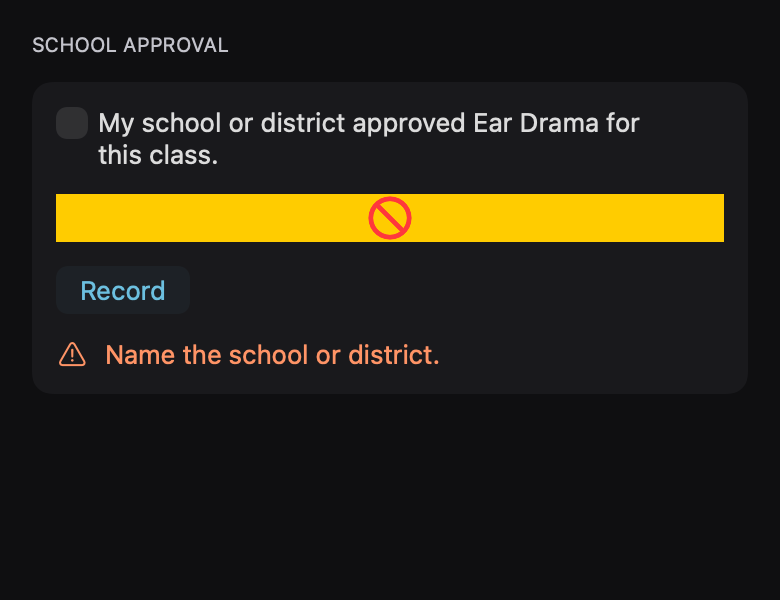 SCHOOL APPROVAL
My school or district approved Ear Drama for
this class.
Record
Name the school or district.